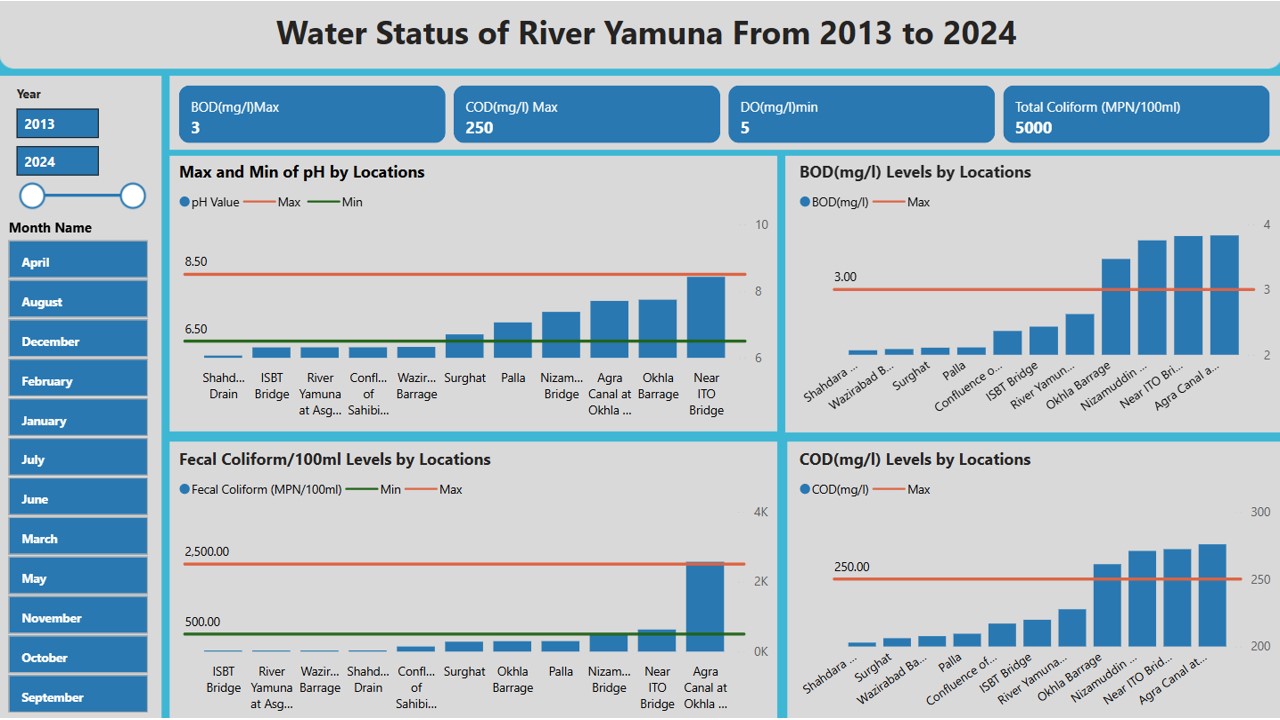 Water Status of River Yamuna From 2013 to 2024
Year
2013
2024
Month Name
April
August
December
February
January
July
June
March
May
November
October
September
BOD(mg/l)Max
3
COD(mg/l) Max
250
DO(mg/l)min
5
Total Coliform (MPN/100ml)
5000
Max and Min of pH by Locations
pH Value Max Min
10
8.50
8
6.50
6
Shahd... ISBT River Confl... Wazir... Surghat Palla Nizam... Agra Okhla Near
Drain Bridge Yamuna of Barrage Bridge Canal at Barrage ITO
at Asg... Sahibi... Okhla ... Bridge
BOD(mg/l) Levels by Locations
BOD(mg/l) Max
4
3.00
3
2
Shahdara ...
Wazirabad B...
Surghat
Palla
Confluence o...
ISBT Bridge
River Yamun...
Okhla Barrage
Nizamuddin ...
Near ITO Bri...
Agra Canal a...
Fecal Coliform/100ml Levels by Locations
Fecal Coliform (MPN/100ml) Min Max
4K
2,500.00
2K
500.00
0K
ISBT River Wazir... Shahd... Confl... Surghat Okhla Palla Nizam... Near Agra
Bridge Yamuna Barrage Drain of Barrage Bridge ITO Canal at
at Asg... Sahibi... Bridge Okhla ...
COD(mg/l) Levels by Locations
COD(mg/l) Max
300
250.00
250
200
Shahdara ...
Surghat
Wazirabad Ba...
Palla
Confluence of...
ISBT Bridge
River Yamuna...
Okhla Barrage
Nizamuddin ...
Near ITO Brid...
Agra Canal at...